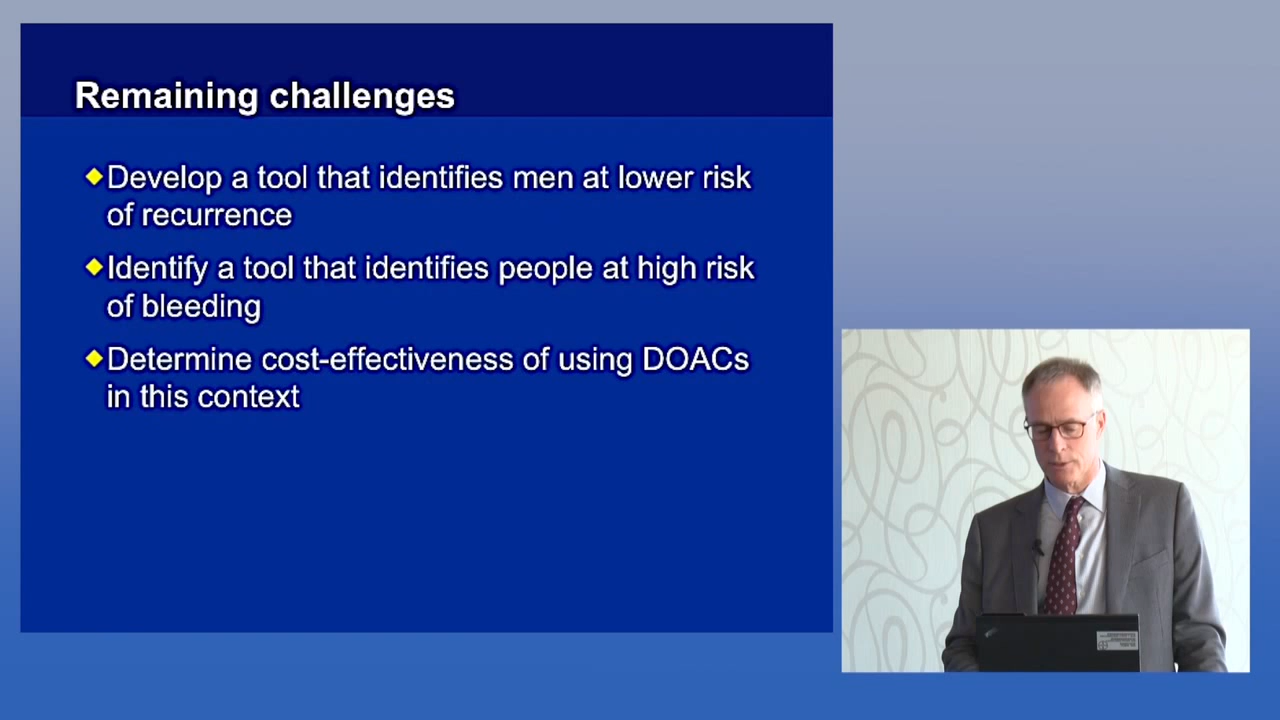 Remaining challenges
Develop a tool that identifies men at lower risk
of recurrence
Identify a tool that identifies people at high risk
of bleeding
Determine cost-effectiveness of using DOACs
in this context